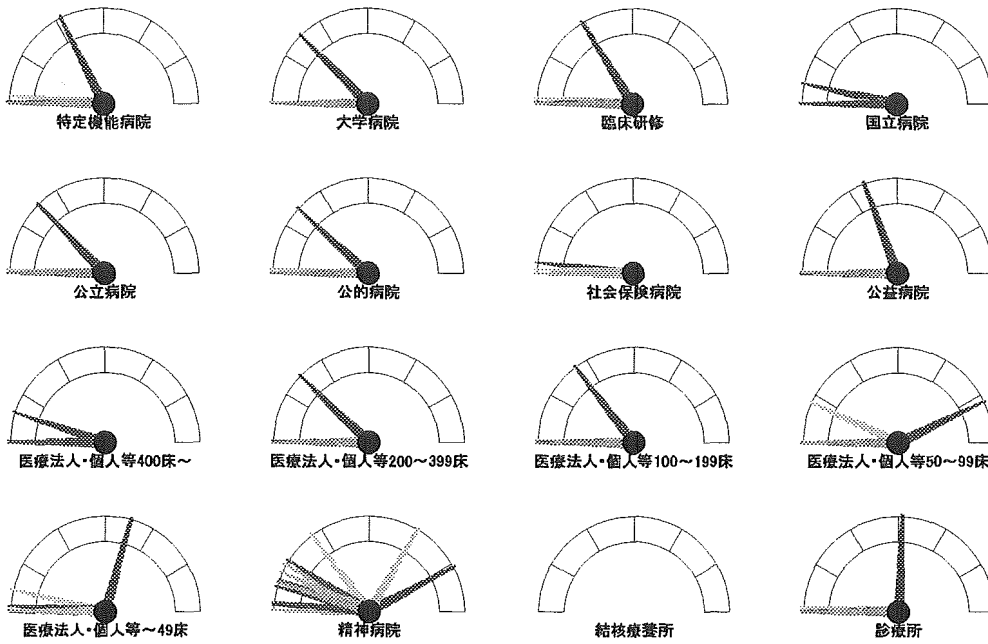 特定機能病院
大学病院
臨床研修
国立病院
公立病院
公的病院
社会保険病院
公益病院
医療法人・個人等400床～
医療法人・個人等200～399床
医療法人・個人等100～199床
医療法人・個人等50～99床
医療法人・個人等～49床
精神病院
結核療養所
診療所